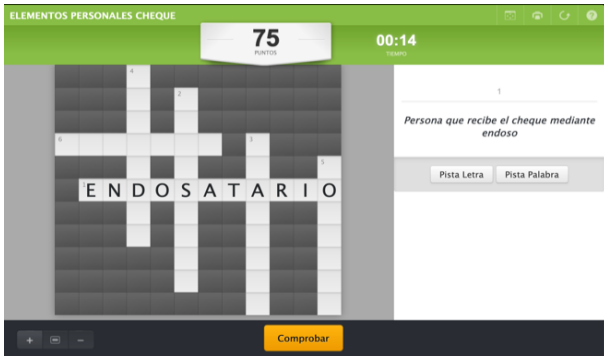 ELEMENTOS PERSONALES CHEQUE
75
PUNTOS
00:14
TIEMPO
4
2
6
3
5
1
ENDOSATARIO
1
Persona que recibe el cheque mediante
endoso
Pista Letra
Pista Palabra
+
−
Comprobar